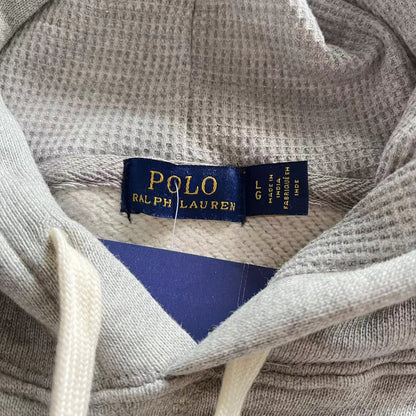 POLO
RALPH LAUREN
L
G
MADE IN
INDIA
FABRIQUÉ EN
INDE